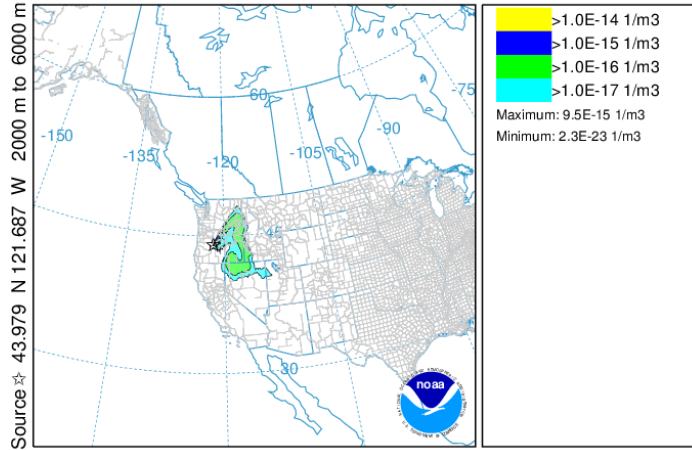 Source ☆ 43.979 N 121.687 W 2000 m to 6000 m
60
-75
-150
-90
-135
-120
-105
45
30
noaa
>1.0E-14 1/m3
>1.0E-15 1/m3
>1.0E-16 1/m3
>1.0E-17 1/m3
Maximum: 9.5E-15 1/m3
Minimum: 2.3E-23 1/m3